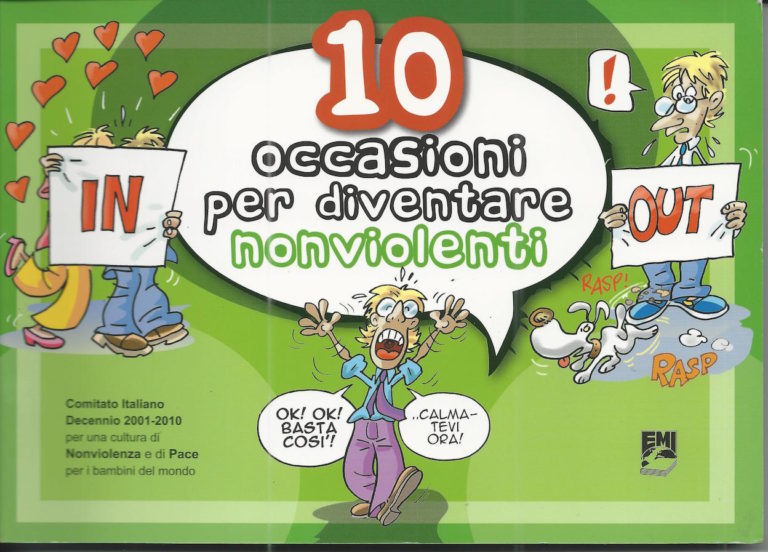 10
occasioni
per diventare
nonviolenti
IN
!
OUT
RASP!
RASP
OK! OK!
BASTA
COSI'!
..CALMA-
TEVI
ORA!
Comitato Italiano
Decennio 2001-2010
per una cultura di
Nonviolenza e di Pace
per i bambini del mondo
EMI